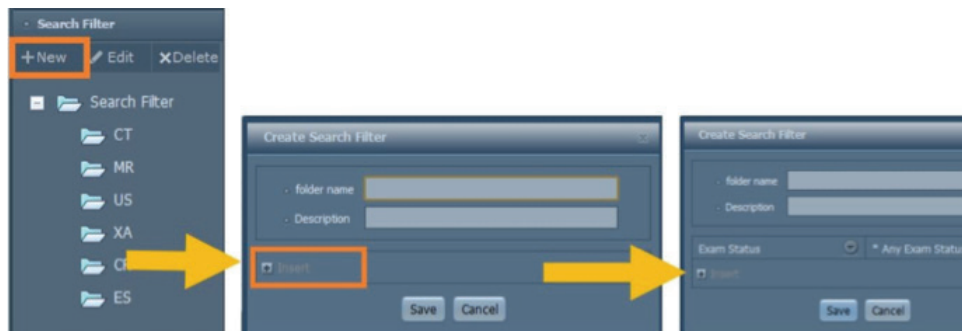 Search Filter
New Edit Delete
Search Filter
CT
MR
US
XA
ES
Create Search Filter
folder name
Description
Insert
Save Cancel
Create Search Filter
folder name
Description
Exam Status * Any Exam Status
Insert
Save Cancel